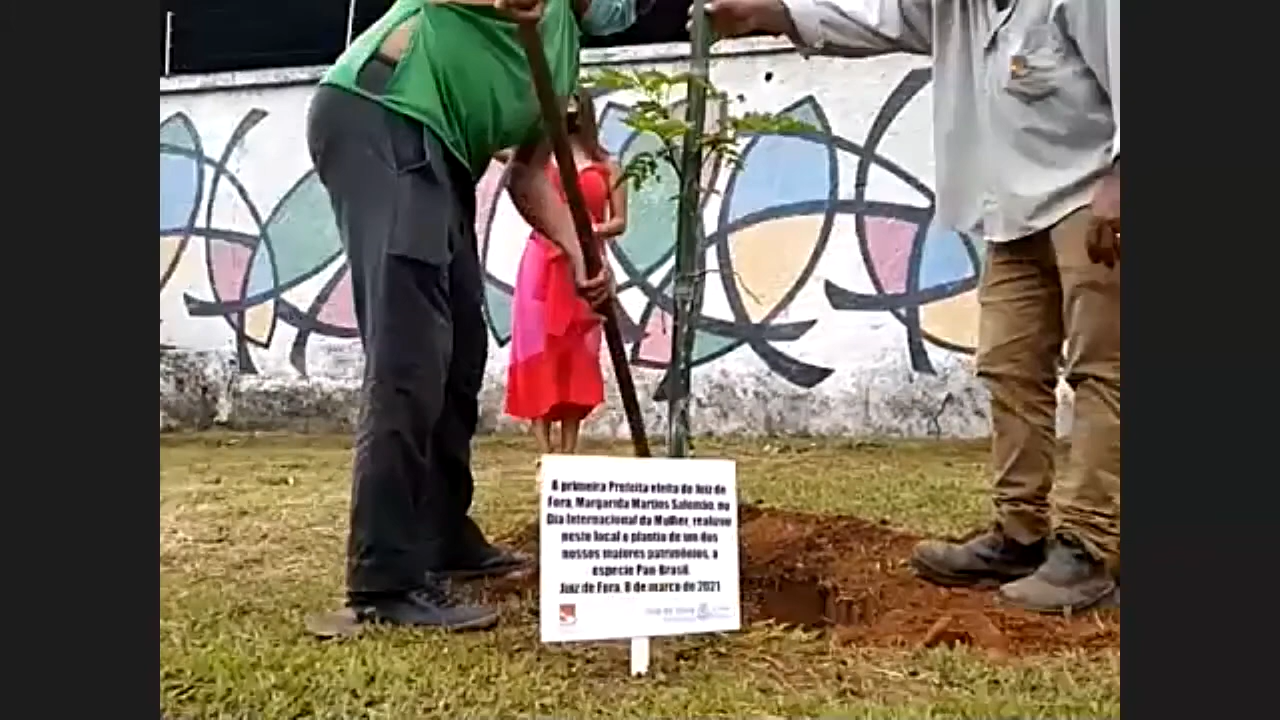 A primeira Prefeita eleita de Juiz de
Fora, Margarida Martins Salomão, no
Dia Internacional da Mulher, realizou
neste local o plantio de um dos
nossos maiores patrimônios, a
espécie Pau-Brasil.
Juiz de Fora, 8 de março de 2021